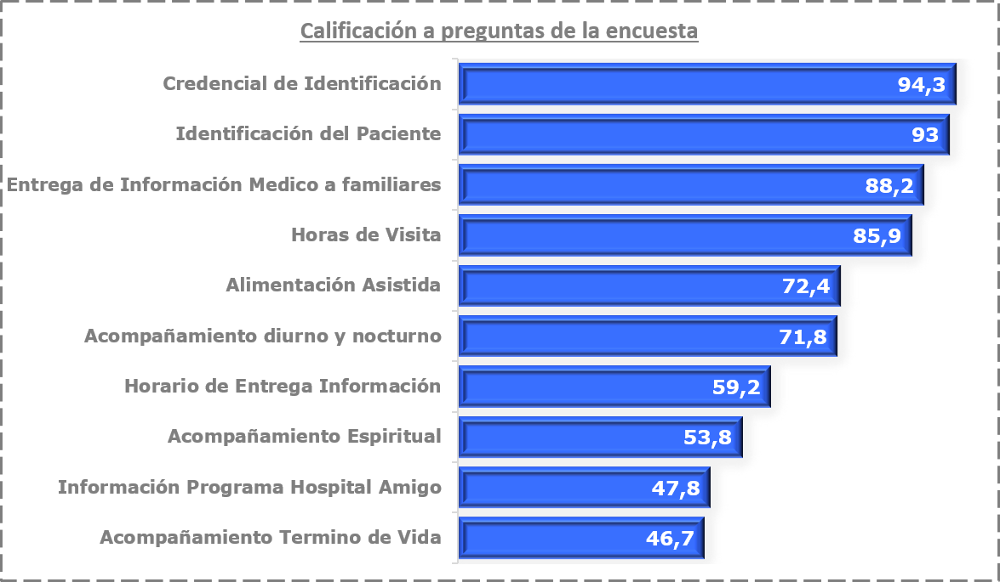 Calificación a preguntas de la encuesta
Credencial de Identificación 94,3
Identificación del Paciente 93
Entrega de Información Medico a familiares 88,2
Horas de Visita 85,9
Alimentación Asistida 72,4
Acompañamiento diurno y nocturno 71,8
Horario de Entrega Información 59,2
Acompañamiento Espiritual 53,8
Información Programa Hospital Amigo 47,8
Acompañamiento Termino de Vida 46,7